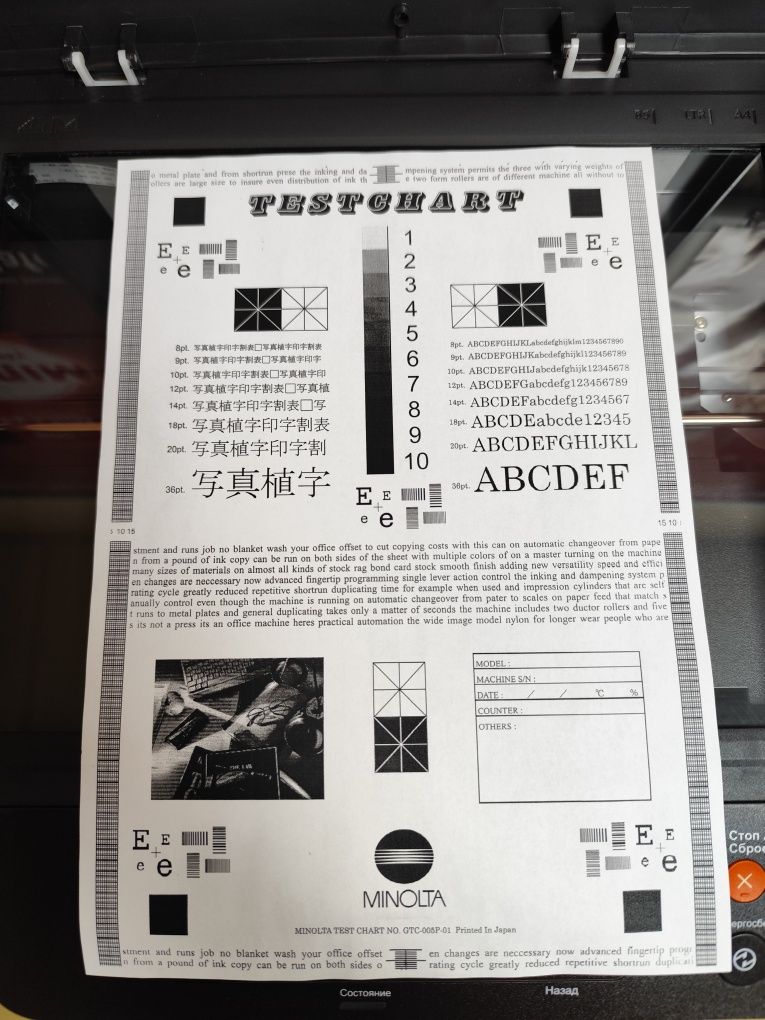 B5 LTR A4
o metal plate and from shortrun prese the inking and da mpening system permits the three with varying weights of
ollers are large size to insure even distribution of ink th e two form rollers are of different machine all without to
TESTCHART
E E
e e
E E
e e
1
2
3
4
5
6
7
8
9
10
8pt. 写真植字印字割表□写真植字印字割表
9pt. 写真植字印字割表□写真植字印字
10pt. 写真植字印字割表□写真植字印
12pt. 写真植字印字割表□写真植
14pt. 写真植字印字割表□写
18pt. 写真植字印字割表
20pt. 写真植字印字割
36pt. 写真植字
8pt. ABCDEFGHIJKLabcdefghijklm1234567890
9pt. ABCDEFGHIJKabcdefghijkl123456789
10pt. ABCDEFGHIJabcdefghijk12345678
12pt. ABCDEFGabcdefg123456789
14pt. ABCDEFabcdefg1234567
18pt. ABCDEabcde12345
20pt. ABCDEFGHIJKL
36pt. ABCDEF
E E
e e
5 10 15
15 10
stment and runs job no blanket wash your office offset to cut copying costs with this can on automatic changeover from pape
n from a pound of ink copy can be run on both sides of the sheet with multiple colors of on a master turning on the machine
many sizes of materials on almost all kinds of stock rag bond card stock smooth finish adding new versatility speed and effici
en changes are neccessary now advanced fingertip programming single lever action control the inking and dampening system p
rating cycle greatly reduced repetitive shortrun duplicating time for example when used and impression cylinders that are self
anually control even though the machine is running on automatic changeover from pater to scales on paper feed that match s
t runs to metal plates and general duplicating takes only a matter of seconds the machine includes two ductor rollers and five
s its not a press its an office machine heres practical automation the wide image model nylon for longer wear people who are
MODEL :
MACHINE S/N :
DATE : / / ℃ %
COUNTER :
OTHERS :
E E
e e
E E
e e
MINOLTA
MINOLTA TEST CHART NO. GTC-005P-01 Printed In Japan
stment and runs job no blanket wash your office offset en changes are neccessary now advanced fingertip progr
n from a pound of ink copy can be run on both sides o rating cycle greatly reduced repetitive shortrun duplicati
Стоп /
Сброс
ергосбе
Состояние
Назад